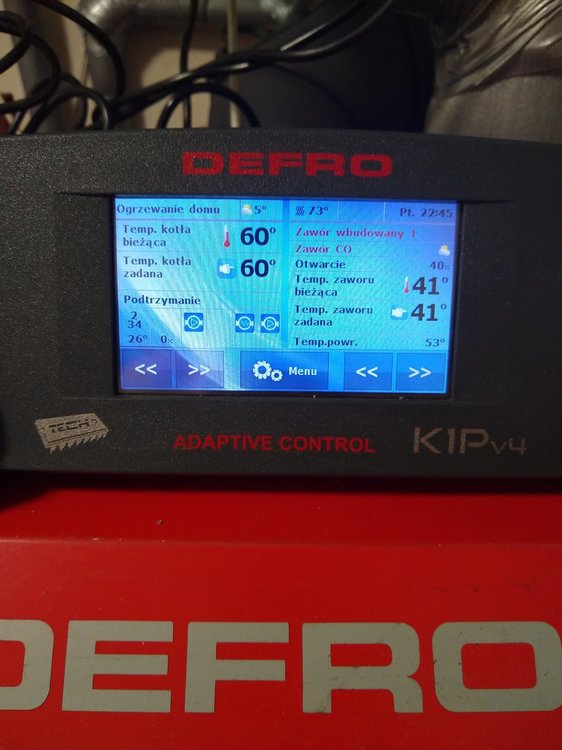 DEFRO
Ogrzewanie domu 5°
73° Pt. 22:45
Temp. kotła
bieżąca 60°
Temp. kotła
zadana 60°
Podtrzymanie
2
34
26° 0%
Zawór wbudowany 1
Zawór CO
Otwarcie 40%
Temp. zaworu
bieżąca 41°
Temp. zaworu
zadana 41°
Temp.powr. 53°
<< >> Menu << >>
TECH
ADAPTIVE CONTROL K1Pv4
DEFRO